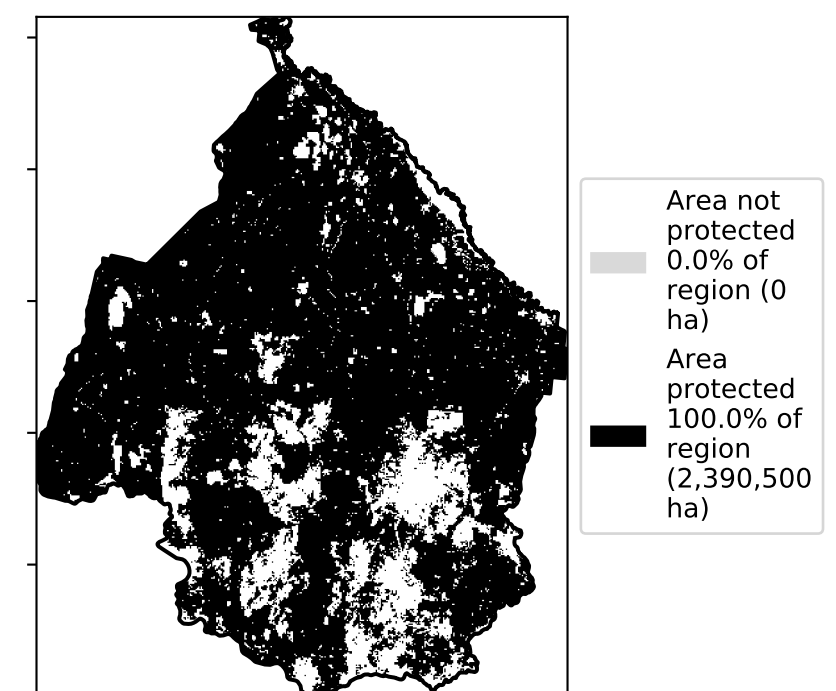 Area not
protected
0.0% of
region (0
ha)
Area
protected
100.0% of
region
(2,390,500
ha)